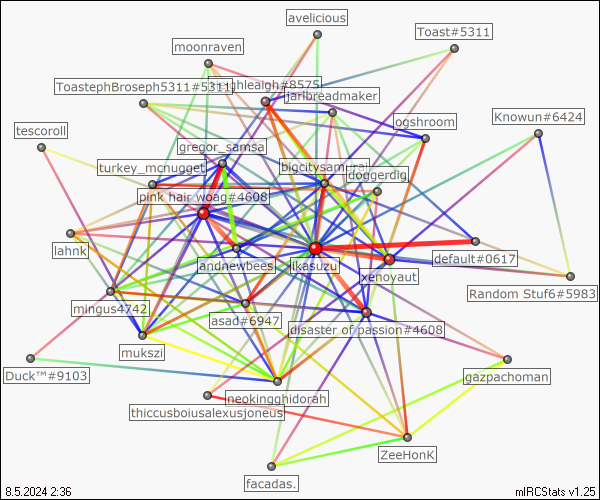 avelicious
Toast#5311
moonraven
ToastephBroseph5311#5311
ghleaigh#8575
jarlbreadmaker
Knowun#6424
ogshroom
tescoroll
gregor_samsa
turkey_mcnugget
bigcitysamurai
doggerdig
pink hair woag#4608
lahnk
andnewbees
ikasuzu
xenoyaut
default#0617
Random Stuf6#5983
mingus4742
asad#6947
disaster of passion#4608
mukszi
Duck™#9103
neokingghidorah
gazpachoman
thiccusboiusalexusjoneus
ZeeHonK
facadas.
8.5.2024 2:36
mIRCStats v1.25